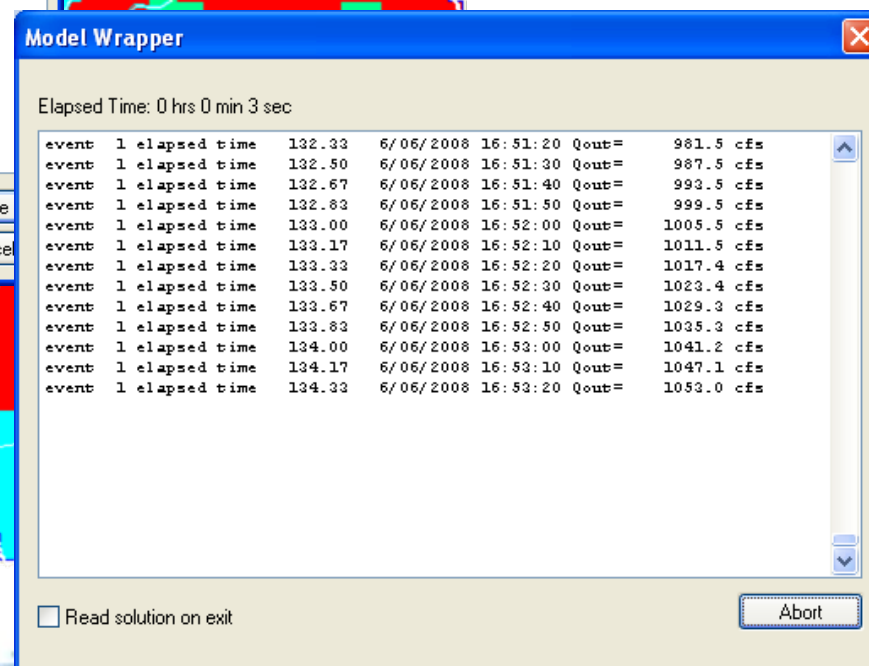 Model Wrapper
Elapsed Time: 0 hrs 0 min 3 sec
event 1 elapsed time 132.33 6/06/2008 16:51:20 Qout= 981.5 cfs
event 1 elapsed time 132.50 6/06/2008 16:51:30 Qout= 987.5 cfs
event 1 elapsed time 132.67 6/06/2008 16:51:40 Qout= 993.5 cfs
event 1 elapsed time 132.83 6/06/2008 16:51:50 Qout= 999.5 cfs
event 1 elapsed time 133.00 6/06/2008 16:52:00 Qout= 1005.5 cfs
event 1 elapsed time 133.17 6/06/2008 16:52:10 Qout= 1011.5 cfs
event 1 elapsed time 133.33 6/06/2008 16:52:20 Qout= 1017.4 cfs
event 1 elapsed time 133.50 6/06/2008 16:52:30 Qout= 1023.4 cfs
event 1 elapsed time 133.67 6/06/2008 16:52:40 Qout= 1029.3 cfs
event 1 elapsed time 133.83 6/06/2008 16:52:50 Qout= 1035.3 cfs
event 1 elapsed time 134.00 6/06/2008 16:53:00 Qout= 1041.2 cfs
event 1 elapsed time 134.17 6/06/2008 16:53:10 Qout= 1047.1 cfs
event 1 elapsed time 134.33 6/06/2008 16:53:20 Qout= 1053.0 cfs
Read solution on exit
Abort